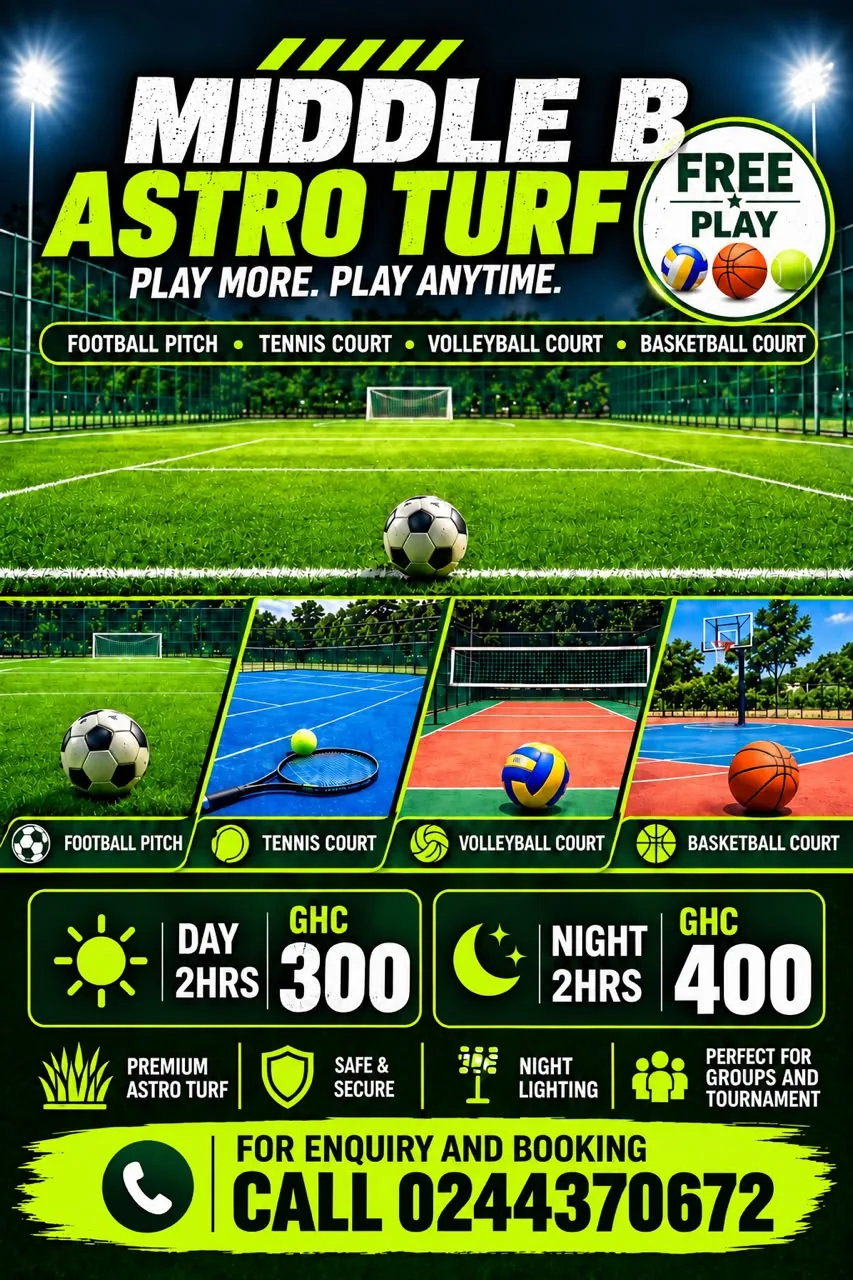 MIDDLE B
ASTRO TURF
PLAY MORE. PLAY ANYTIME.
FREE
PLAY
FOOTBALL PITCH • TENNIS COURT • VOLLEYBALL COURT • BASKETBALL COURT
FOOTBALL PITCH
TENNIS COURT
VOLLEYBALL COURT
BASKETBALL COURT
DAY
2HRS
GHC
300
NIGHT
2HRS
GHC
400
PREMIUM
ASTRO TURF
SAFE &
SECURE
NIGHT
LIGHTING
PERFECT FOR
GROUPS AND
TOURNAMENT
FOR ENQUIRY AND BOOKING
CALL 0244370672